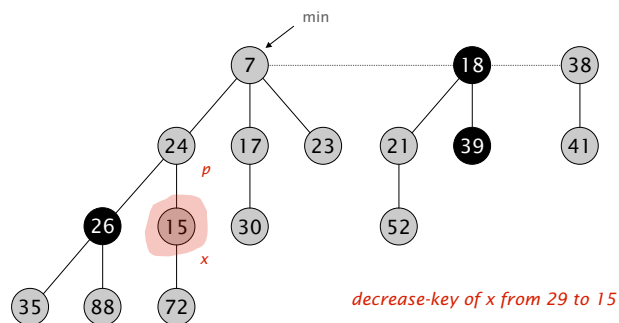 min
7 18 38
24 17 23 21 39 41
p
26 15 30 52
x
35 88 72
decrease-key of x from 29 to 15